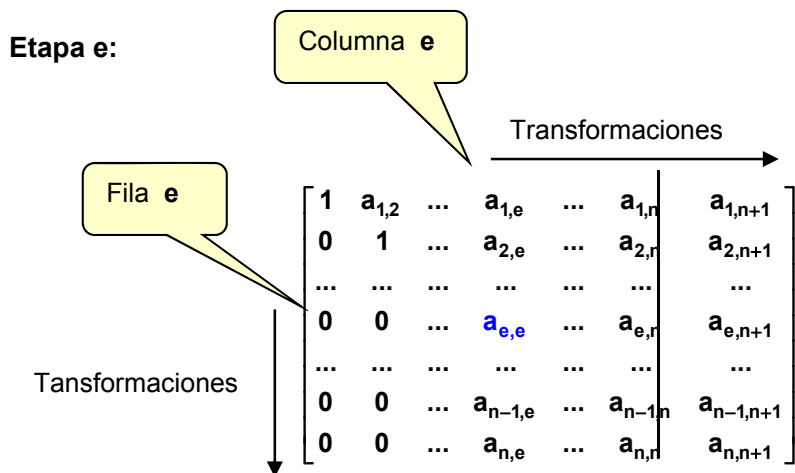 Etapa e:
Columna e
Transformaciones
Fila e
1 a1,2 ... a1,e ... a1,n a1,n+1
0 1 ... a2,e ... a2,n a2,n+1
... ... ... ... ... ... ...
0 0 ... ae,e ... ae,n ae,n+1
... ... ... ... ... ... ...
Tansformaciones
0 0 ... an–1,e ... an–1,n an–1,n+1
0 0 ... an,e ... an,n an,n+1